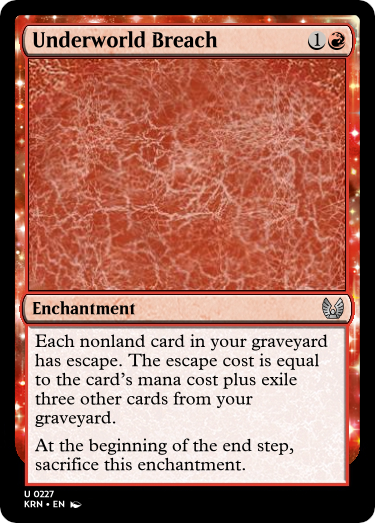 Underworld Breach 1
Enchantment
Each nonland card in your graveyard
has escape. The escape cost is equal
to the card's mana cost plus exile
three other cards from your
graveyard.
At the beginning of the end step,
sacrifice this enchantment.
U 0227
KRN • EN